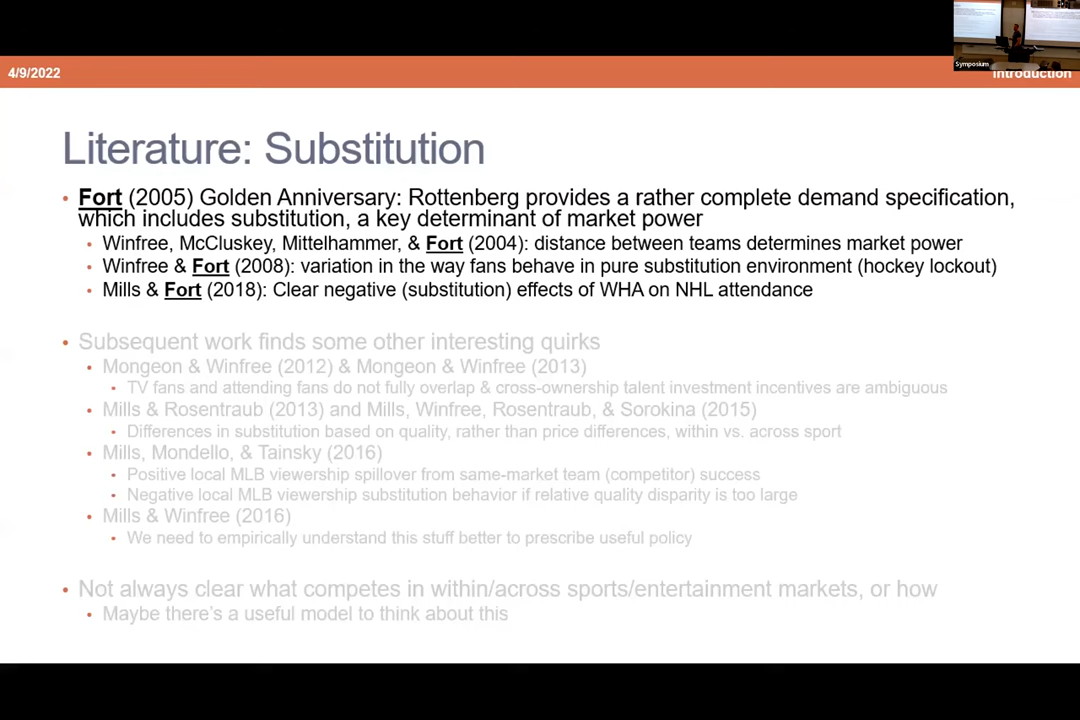 4/9/2022
Introduction
Symposium
Literature: Substitution
• Fort (2005) Golden Anniversary: Rottenberg provides a rather complete demand specification,
which includes substitution, a key determinant of market power
• Winfree, McCluskey, Mittelhammer, & Fort (2004): distance between teams determines market power
• Winfree & Fort (2008): variation in the way fans behave in pure substitution environment (hockey lockout)
• Mills & Fort (2018): Clear negative (substitution) effects of WHA on NHL attendance
• Subsequent work finds some other interesting quirks
• Mongeon & Winfree (2012) & Mongeon & Winfree (2013)
• TV fans and attending fans do not fully overlap & cross-ownership talent investment incentives are ambiguous
• Mills & Rosentraub (2013) and Mills, Winfree, Rosentraub, & Sorokina (2015)
• Differences in substitution based on quality, rather than price differences, within vs. across sport
• Mills, Mondello, & Tainsky (2016)
• Positive local MLB viewership spillover from same-market team (competitor) success
• Negative local MLB viewership substitution behavior if relative quality disparity is too large
• Mills & Winfree (2016)
• We need to empirically understand this stuff better to prescribe useful policy
• Not always clear what competes in within/across sports/entertainment markets, or how
• Maybe there's a useful model to think about this